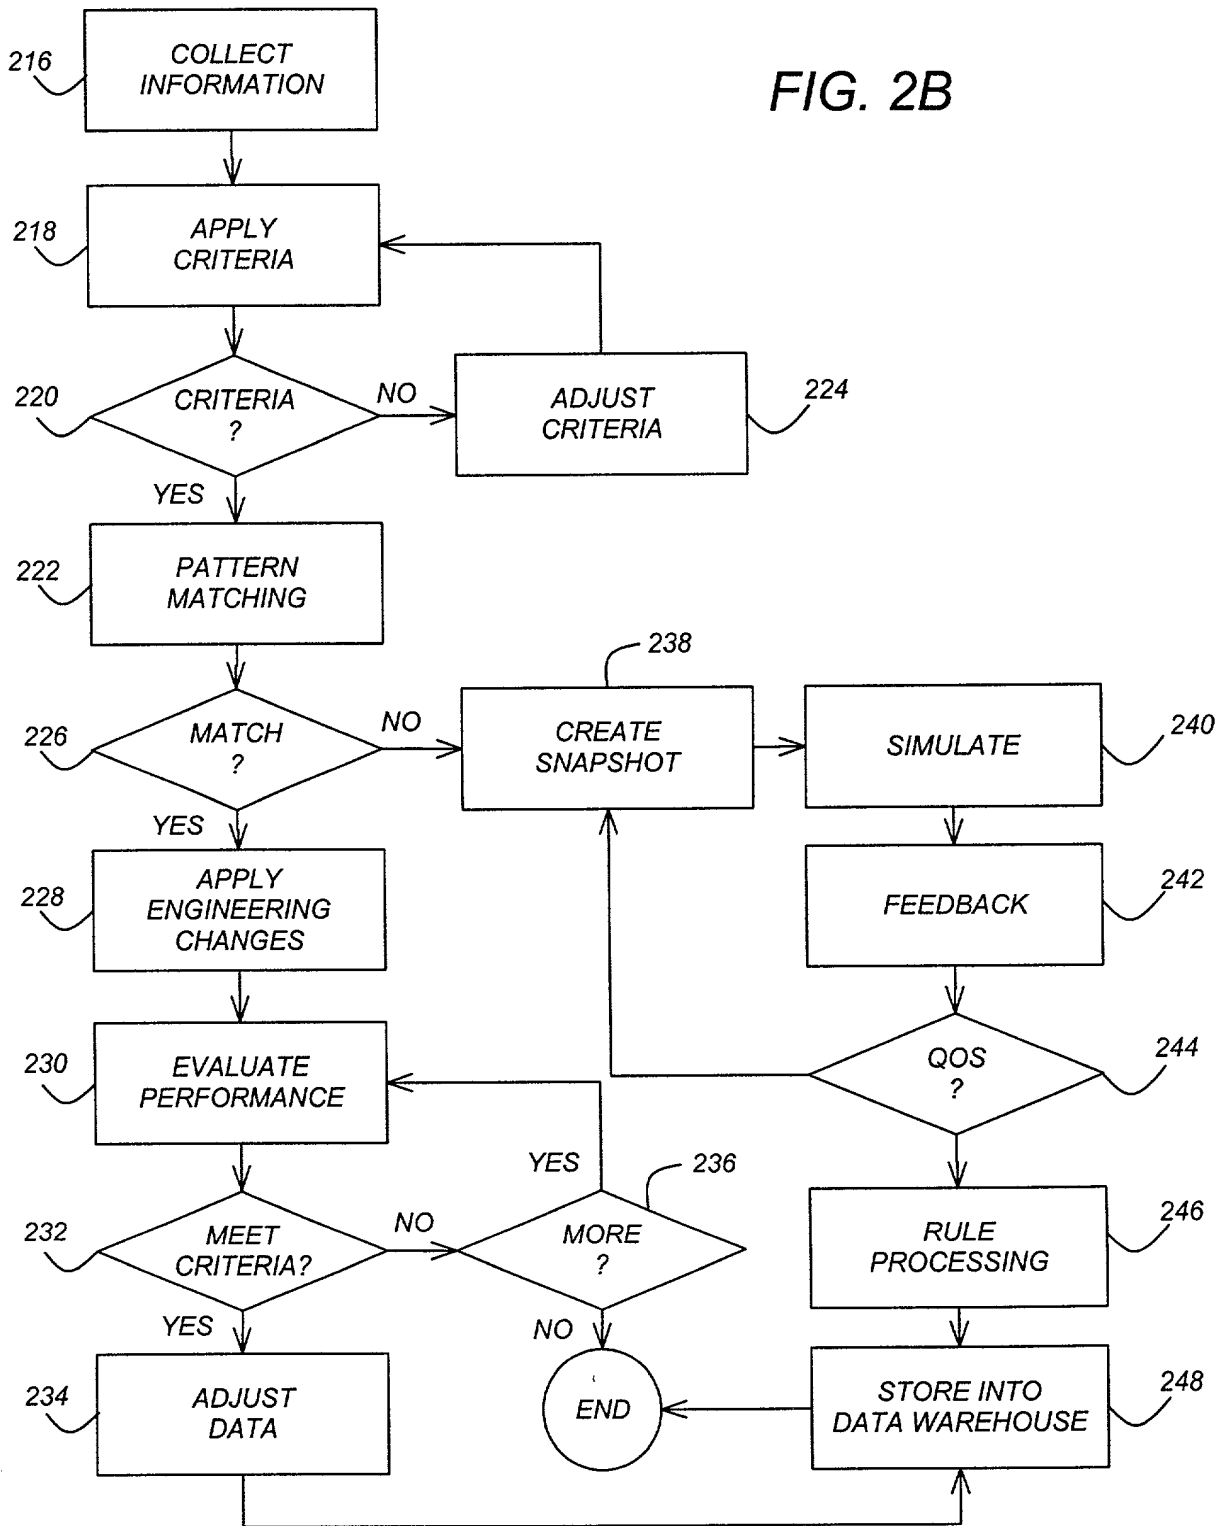 FIG. 2B
216
COLLECT
INFORMATION
218
APPLY
CRITERIA
220
CRITERIA
?
NO
ADJUST
CRITERIA
224
YES
222
PATTERN
MATCHING
226
MATCH
?
NO
238
CREATE
SNAPSHOT
SIMULATE
240
YES
228
APPLY
ENGINEERING
CHANGES
FEEDBACK
242
230
EVALUATE
PERFORMANCE
QOS
?
244
232
MEET
CRITERIA?
NO
YES
236
MORE
?
RULE
PROCESSING
246
YES
NO
234
ADJUST
DATA
END
STORE INTO
DATA WAREHOUSE
248